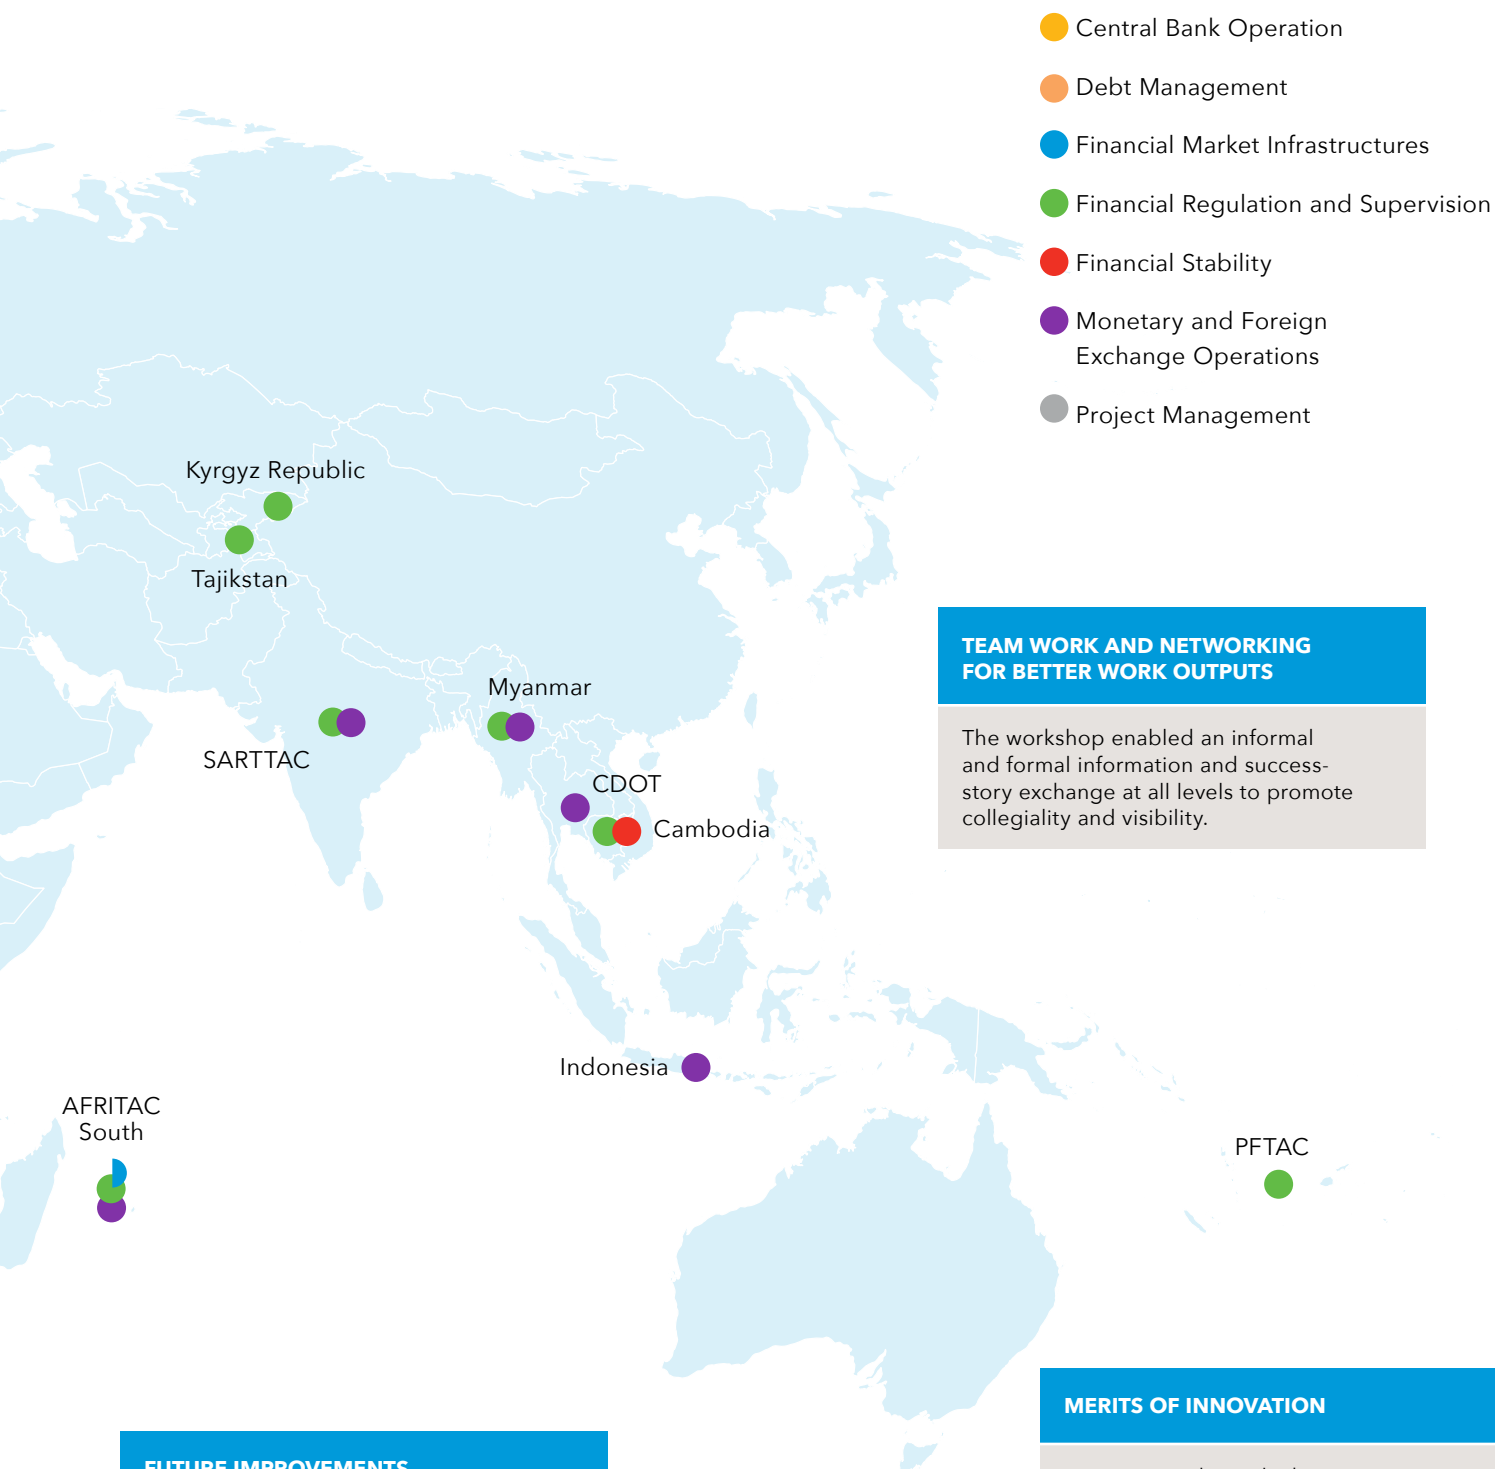 Central Bank Operation
Debt Management
Financial Market Infrastructures
Financial Regulation and Supervision
Financial Stability
Monetary and Foreign
Exchange Operations
Project Management
Kyrgyz Republic
Tajikstan
TEAM WORK AND NETWORKING
FOR BETTER WORK OUTPUTS
The workshop enabled an informal
and formal information and success-
story exchange at all levels to promote
collegiality and visibility.
Myanmar
SARTTAC
CDOT
Cambodia
Indonesia
AFRITAC
South
PFTAC
MERITS OF INNOVATION
FUTURE IMPROVEMENTS